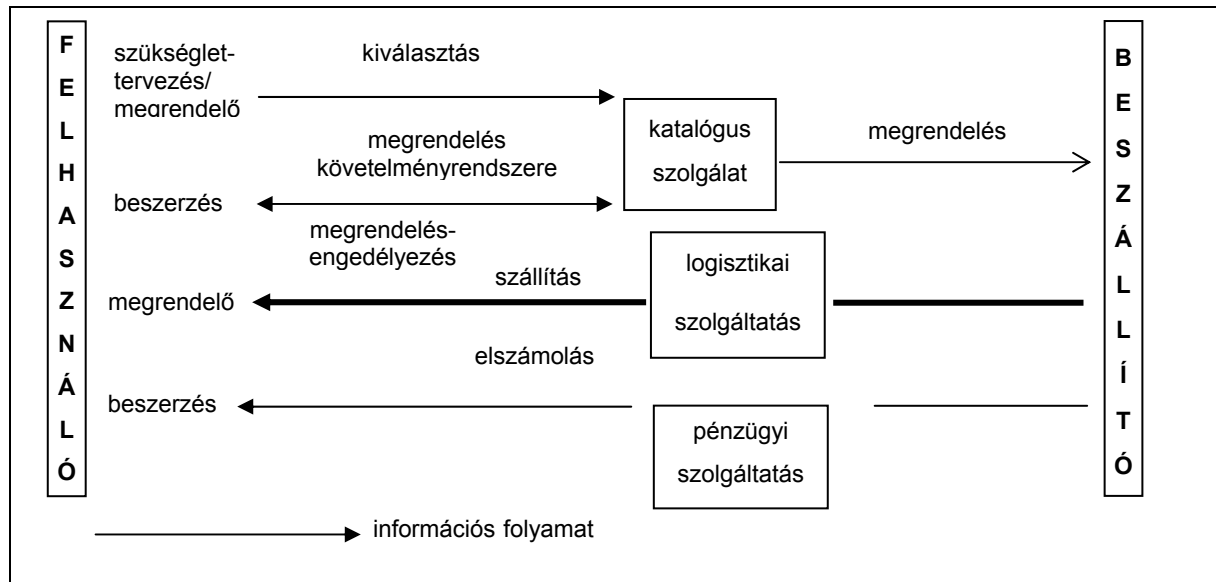 FELHASZNÁLÓ
szükséglet-
tervezés/
megrendelő
kiválasztás
katalógus
szolgálat
megrendelés
megrendelés
követelményrendszere
beszerzés
megrendelés-
engedélyezés
szállítás
logisztikai
szolgáltatás
megrendelő
elszámolás
beszerzés
pénzügyi
szolgáltatás
információs folyamat
BESZÁLLÍTÓ